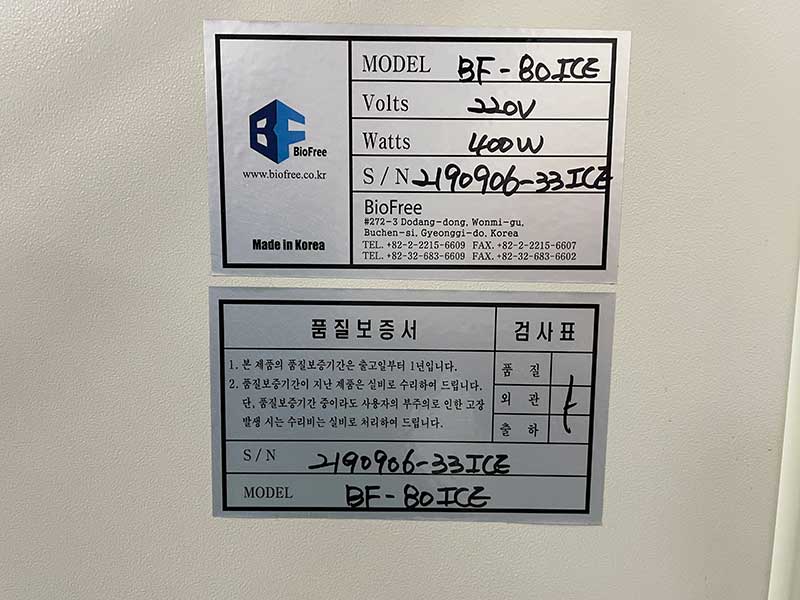 BF
BioFree
www.biofree.co.kr
Made in Korea
MODEL BF-80ICE
Volts 220V
Watts 400W
S/N 2190906-33ICE
BioFree
#272-3 Dodang-dong, Wonmi-gu,
Buchen-si, Gyeonggi-do, Korea
TEL. +82-2-2215-6609 FAX. +82-2-2215-6607
TEL. +82-32-683-6609 FAX. +82-32-683-6602
품질보증서
1. 본 제품의 품질보증기간은 출고일부터 1년입니다.
2. 품질보증기간이 지난 제품은 실비로 수리하여 드립니다.
단, 품질보증기간 중이라도 사용자의 부주의로 인한 고장
발생 시는 수리비는 실비로 처리하여 드립니다.
검사표
품 질
외 관
출 하
S/N 2190906-33ICE
MODEL BF-80ICE